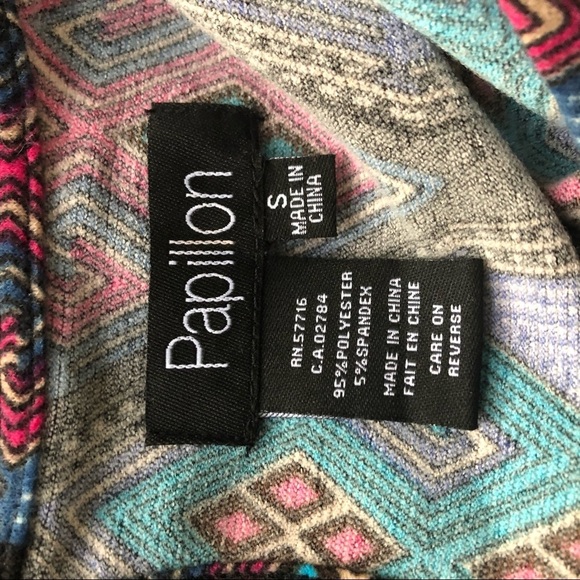 Papillon
S
MADE IN
CHINA
RN.57716
C.A.02784
95%POLYESTER
5%SPANDEX
MADE IN CHINA
FAIT EN CHINE
CARE ON
REVERSE